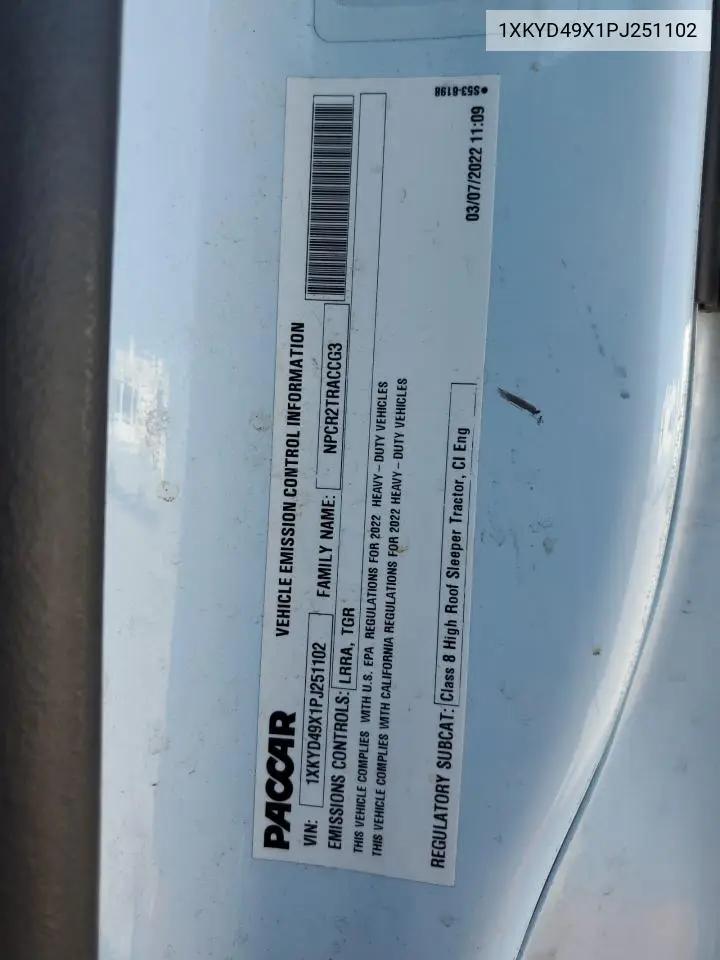 1XKYD49X1PJ251102
PACCAR
VEHICLE EMISSION CONTROL INFORMATION
VIN: 1XKYD49X1PJ251102 FAMILY NAME: NPCR2TRACCG3
EMISSIONS CONTROLS: LRRA, TGR
THIS VEHICLE COMPLIES WITH U.S. EPA REGULATIONS FOR 2022 HEAVY – DUTY VEHICLES
THIS VEHICLE COMPLIES WITH CALIFORNIA REGULATIONS FOR 2022 HEAVY – DUTY VEHICLES
REGULATORY SUBCAT: Class 8 High Roof Sleeper Tractor, CI Eng
03/07/2022 11:09
●S53-6198